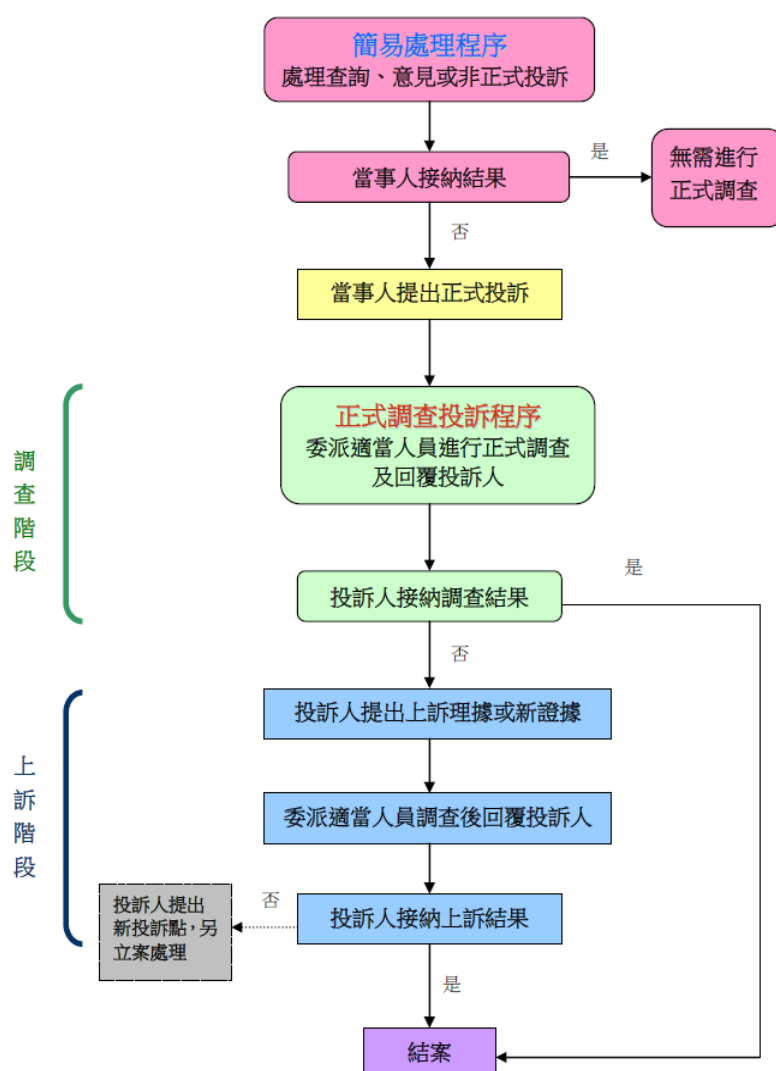 簡易處理程序
處理查詢、意見或非正式投訴
是
無需進行
正式調查
當事人接納結果
否
當事人提出正式投訴
調查階段
正式調查投訴程序
委派適當人員進行正式調查
及回覆投訴人
是
投訴人接納調查結果
否
上訴階段
投訴人提出上訴理據或新證據
委派適當人員調查後回覆投訴人
投訴人提出
新投訴點,另
立案處理
否
投訴人接納上訴結果
是
結案